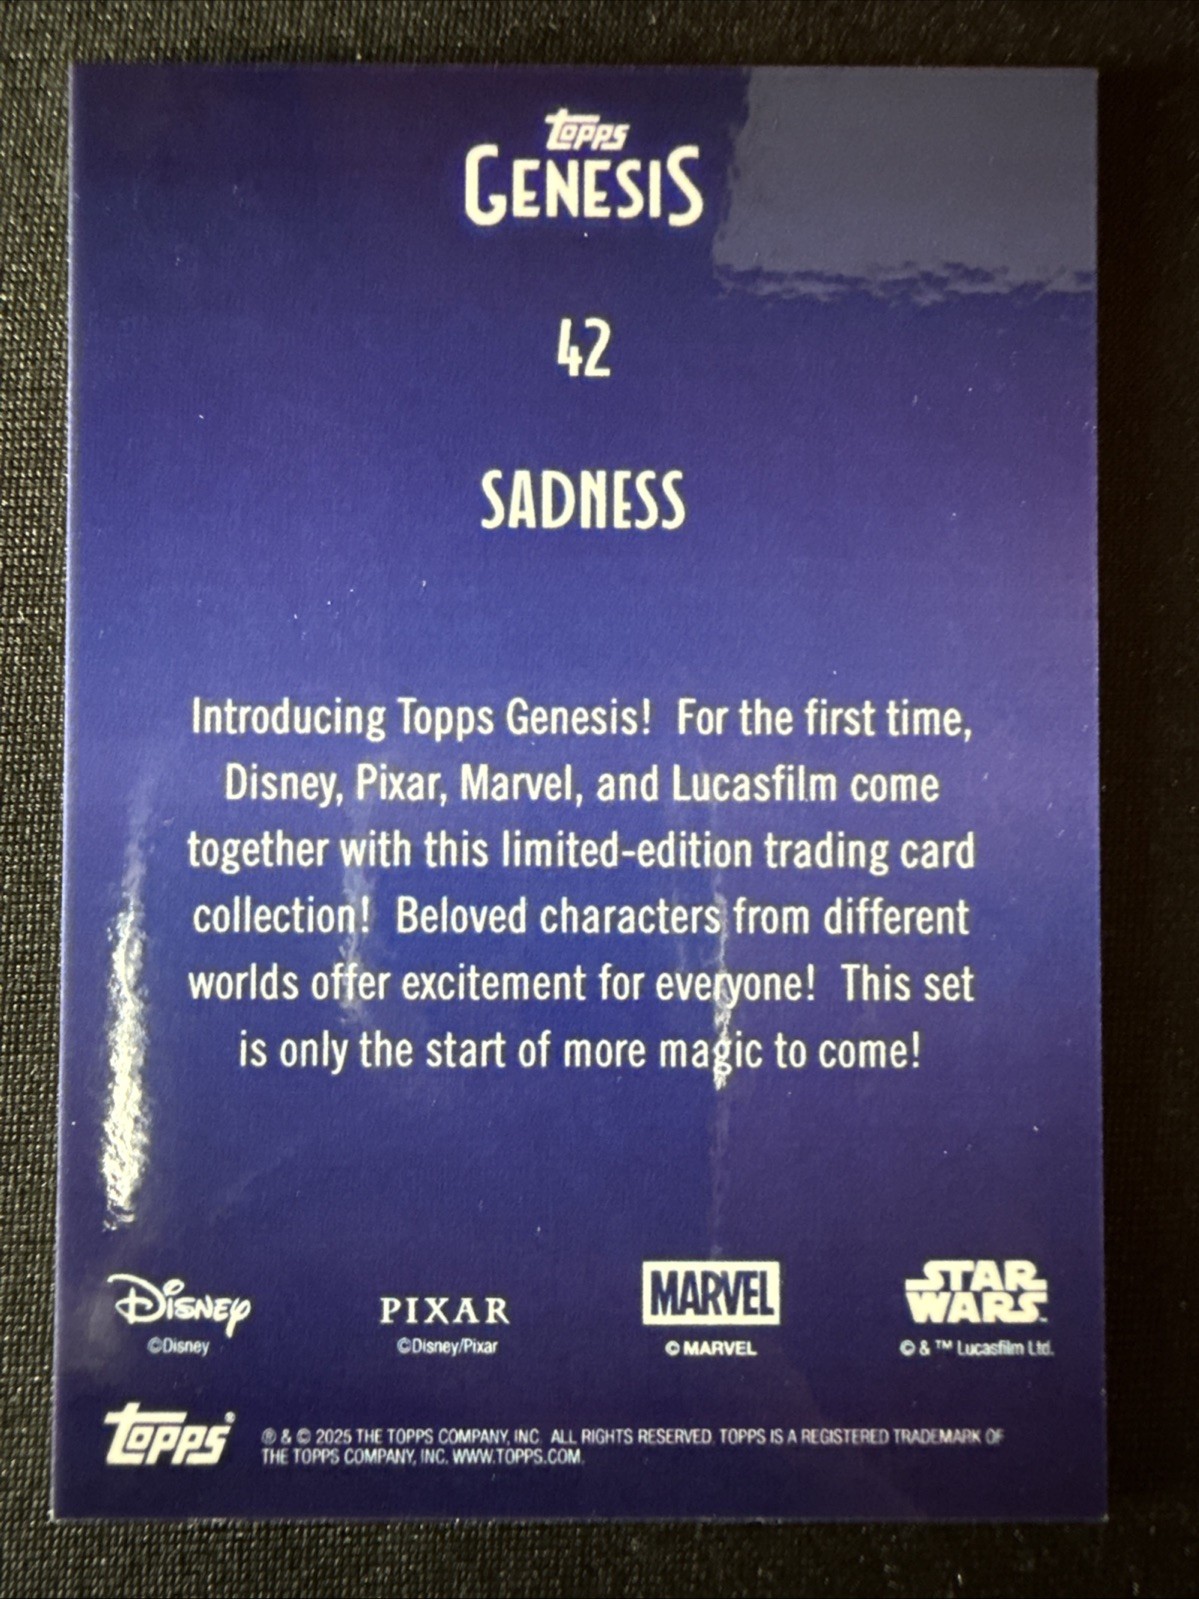 Topps
GENESIS
42
SADNESS
Introducing Topps Genesis! For the first time,
Disney, Pixar, Marvel, and Lucasfilm come
together with this limited-edition trading card
collection! Beloved characters from different
worlds offer excitement for everyone! This set
is only the start of more magic to come!
Disney PIXAR MARVEL STAR WARS
©Disney ©Disney/Pixar © MARVEL © & ™ Lucasfilm Ltd.
Topps®
® & © 2025 THE TOPPS COMPANY, INC. ALL RIGHTS RESERVED. TOPPS IS A REGISTERED TRADEMARK OF
THE TOPPS COMPANY, INC. WWW.TOPPS.COM.